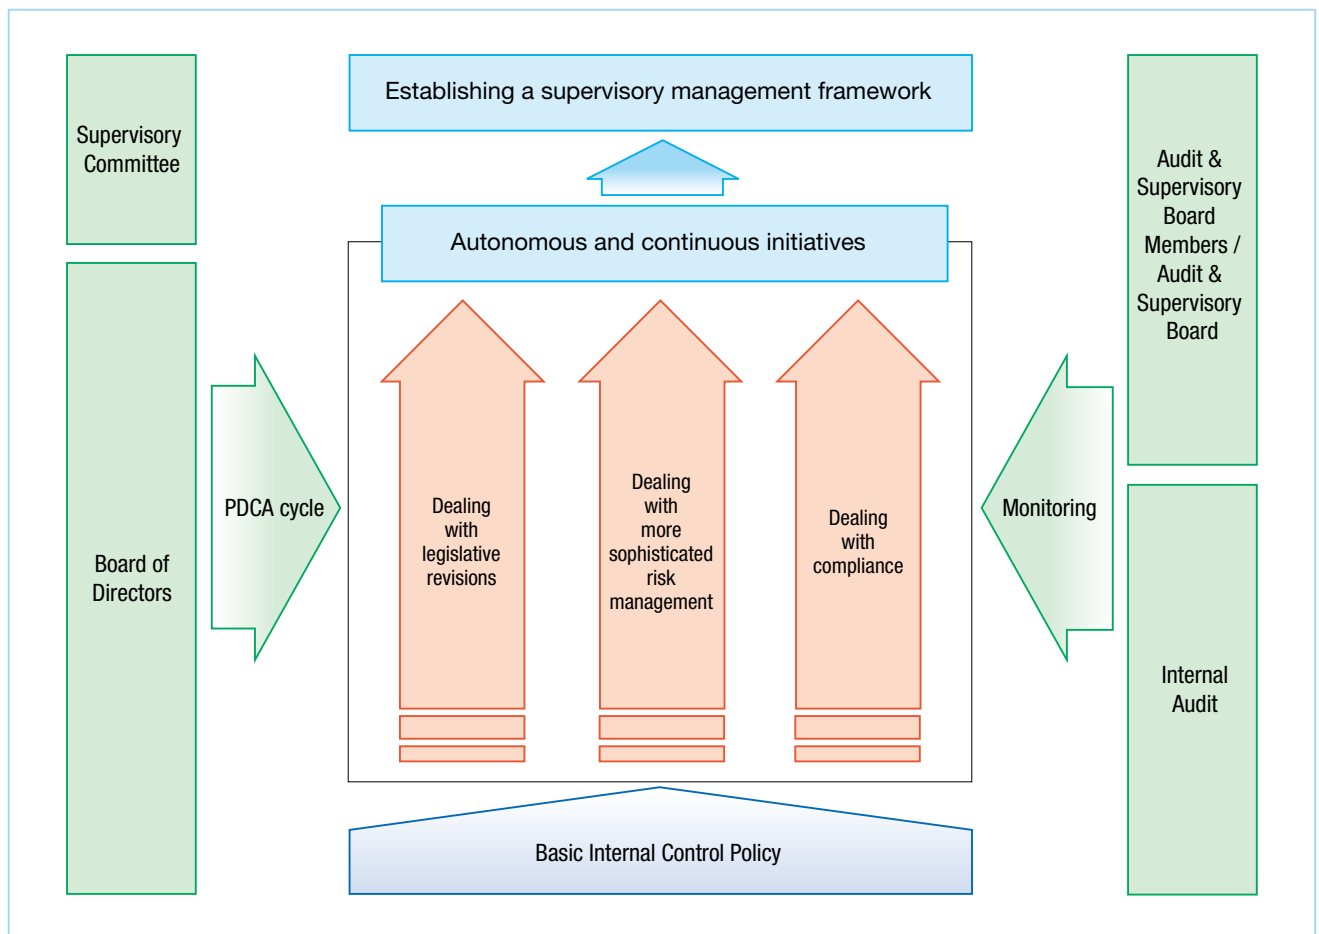 Establishing a supervisory management framework
Supervisory
Committee
Audit &
Supervisory
Board
Members /
Audit &
Supervisory
Board
Autonomous and continuous initiatives
PDCA cycle
Board of
Directors
Dealing
with
legislative
revisions
Dealing
with
more
sophisticated
risk
management
Dealing
with
compliance
Monitoring
Internal
Audit
Basic Internal Control Policy